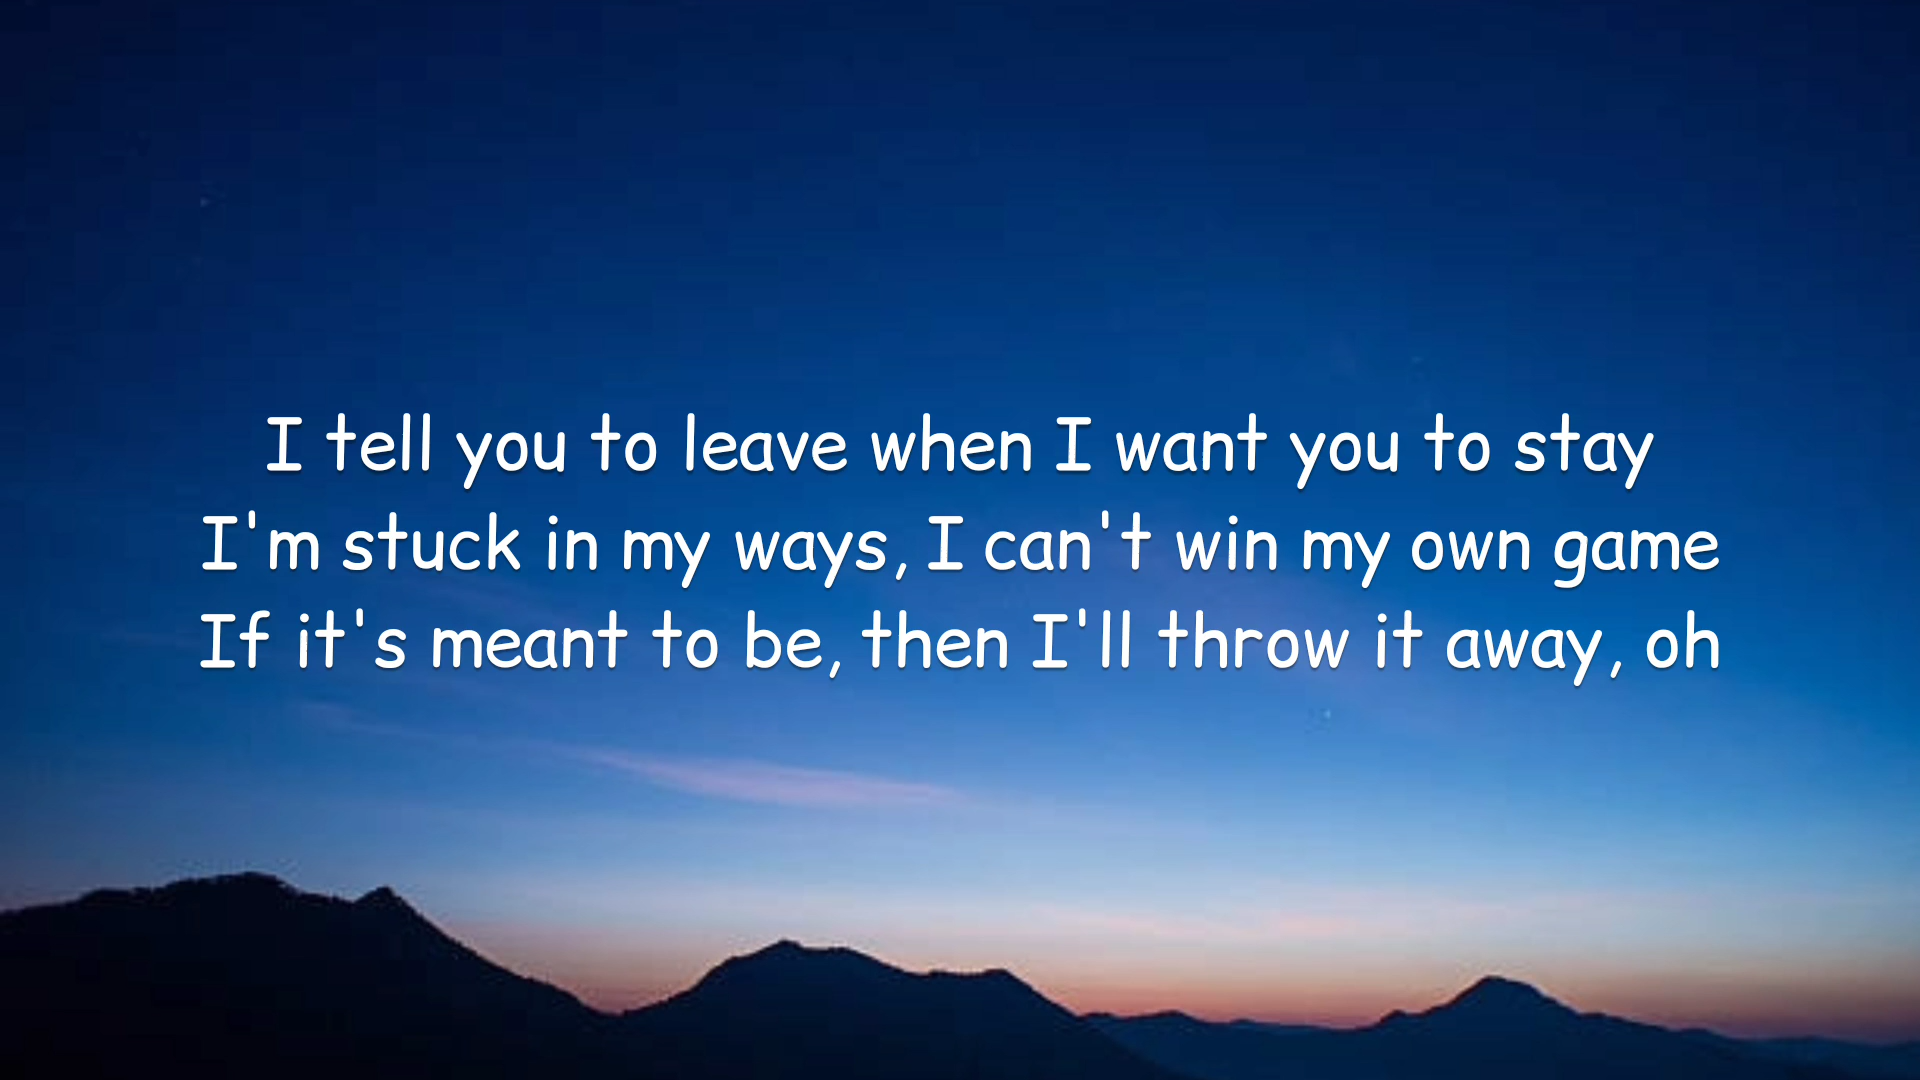 I tell you to leave when I want you to stay
I'm stuck in my ways, I can't win my own game
If it's meant to be, then I'll throw it away, oh